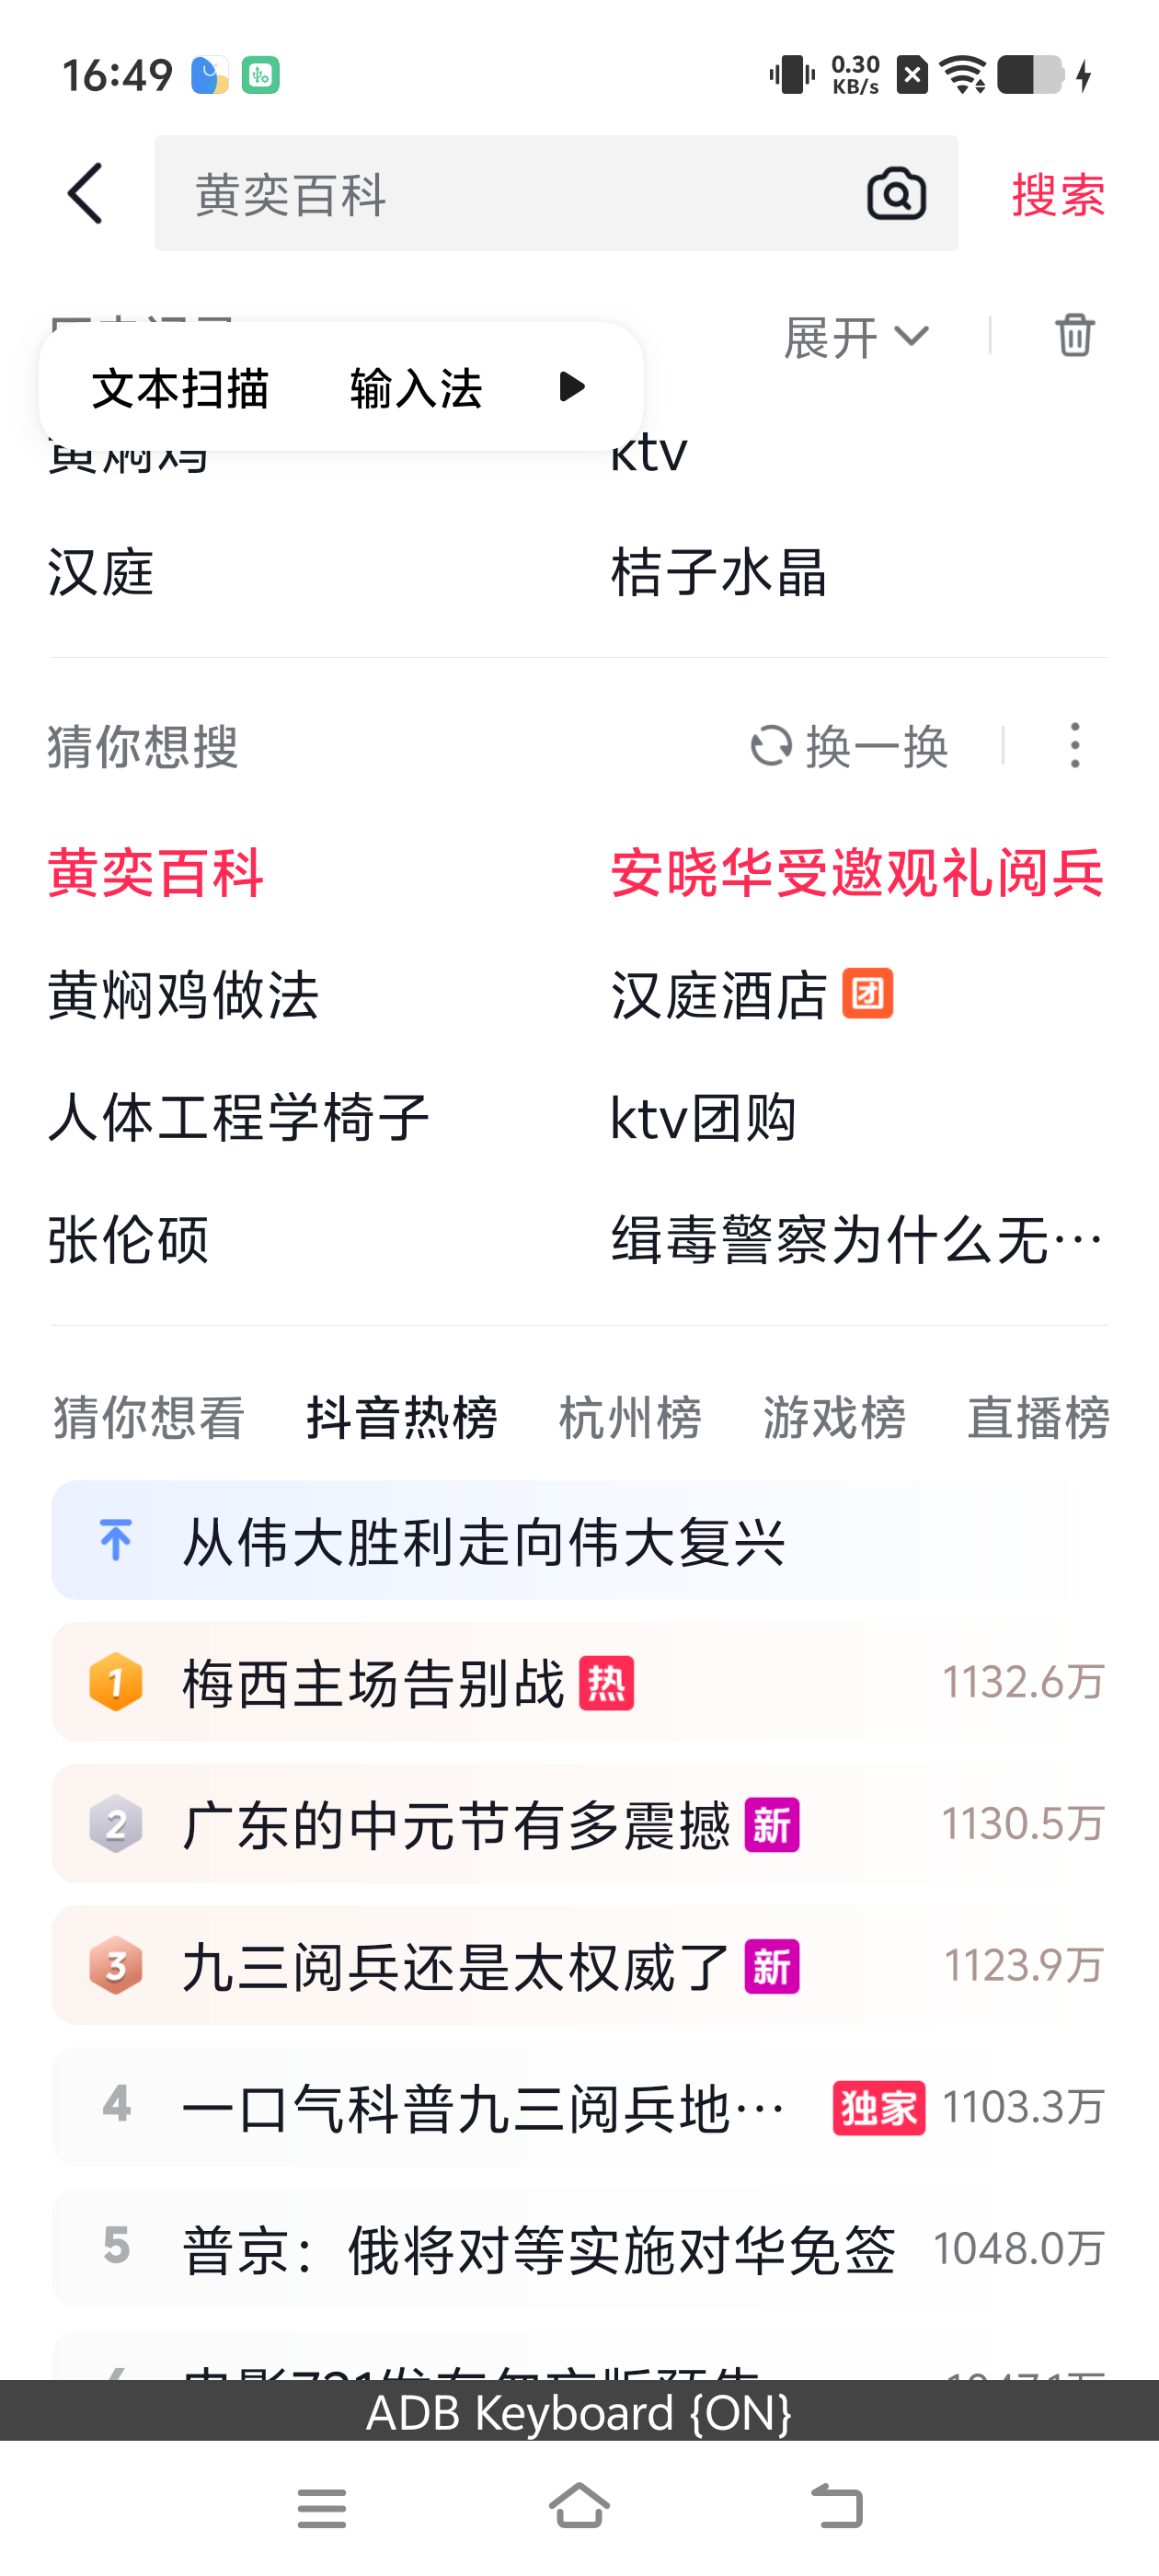 16:49
0.30 KB/s
黄奕百科
搜索
展开
文本扫描 输入法
黄焖鸡 ktv
汉庭 桔子水晶
猜你想搜 换一换
黄奕百科 安晓华受邀观礼阅兵
黄焖鸡做法 汉庭酒店 团
人体工程学椅子 ktv团购
张伦硕 缉毒警察为什么无…
猜你想看 抖音热榜 杭州榜 游戏榜 直播榜
从伟大胜利走向伟大复兴
1 梅西主场告别战 热 1132.6万
2 广东的中元节有多震撼 新 1130.5万
3 九三阅兵还是太权威了 新 1123.9万
4 一口气科普九三阅兵地… 独家 1103.3万
5 普京：俄将对等实施对华免签 1048.0万
ADB Keyboard {ON}